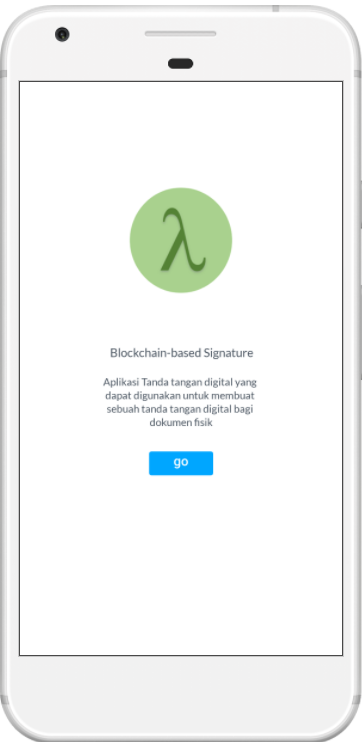 λ
Blockchain-based Signature
Aplikasi Tanda tangan digital yang
dapat digunakan untuk membuat
sebuah tanda tangan digital bagi
dokumen fisik
go